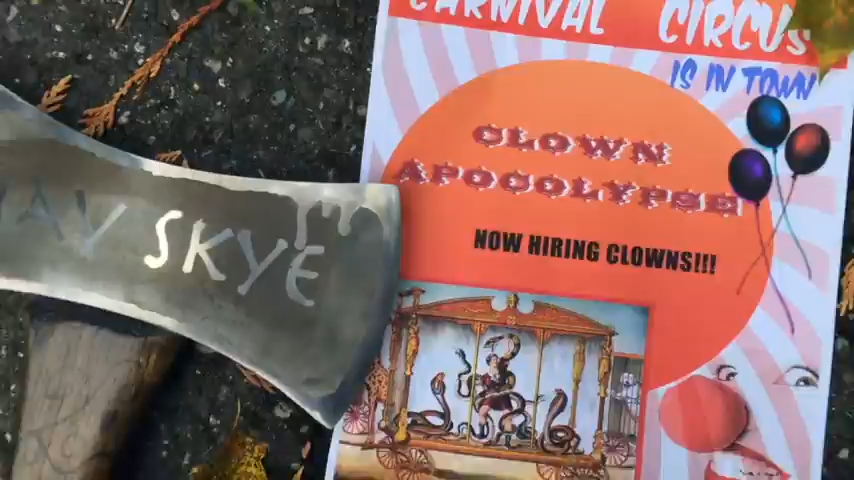 CARNIVAL CIRCUS
IS IN TOWN
CLOWN
APOCOLYPSE
NOW HIRING CLOWNS!!!
SKYE